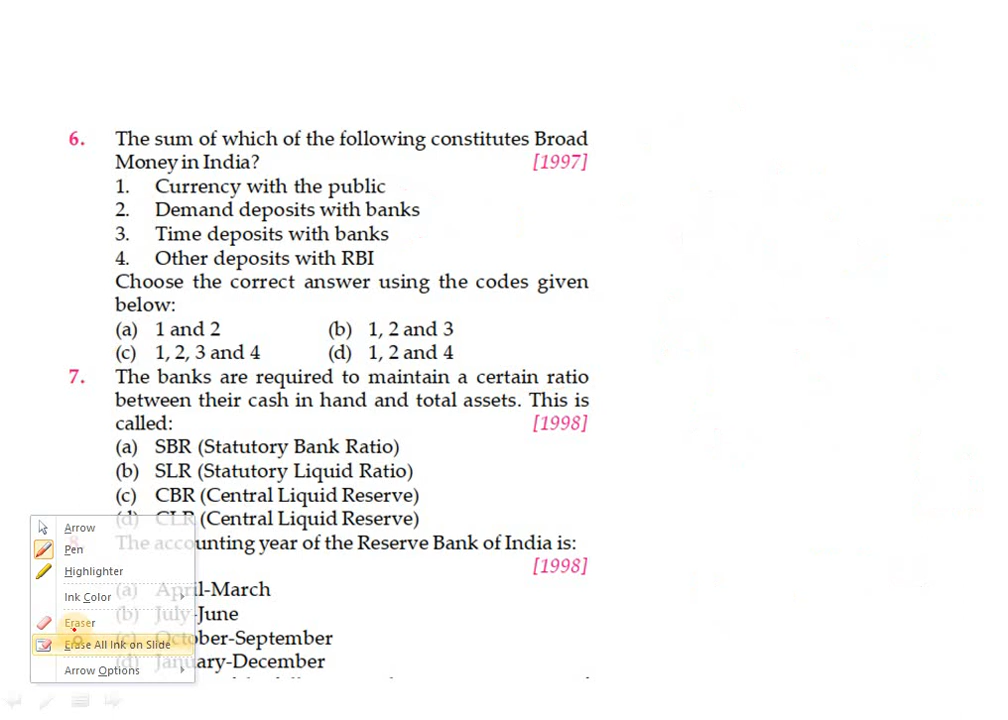 6. The sum of which of the following constitutes Broad
Money in India? [1997]
1. Currency with the public
2. Demand deposits with banks
3. Time deposits with banks
4. Other deposits with RBI
Choose the correct answer using the codes given
below:
(a) 1 and 2 (b) 1, 2 and 3
(c) 1, 2, 3 and 4 (d) 1, 2 and 4
7. The banks are required to maintain a certain ratio
between their cash in hand and total assets. This is
called: [1998]
(a) SBR (Statutory Bank Ratio)
(b) SLR (Statutory Liquid Ratio)
(c) CBR (Central Liquid Reserve)
(d) CLR (Central Liquid Reserve)
8. The accounting year of the Reserve Bank of India is:
[1998]
(a) April-March
(b) July-June
(c) October-September
(d) January-December
Arrow
Pen
Highlighter
Ink Color
Eraser
Erase All Ink on Slide
Arrow Options